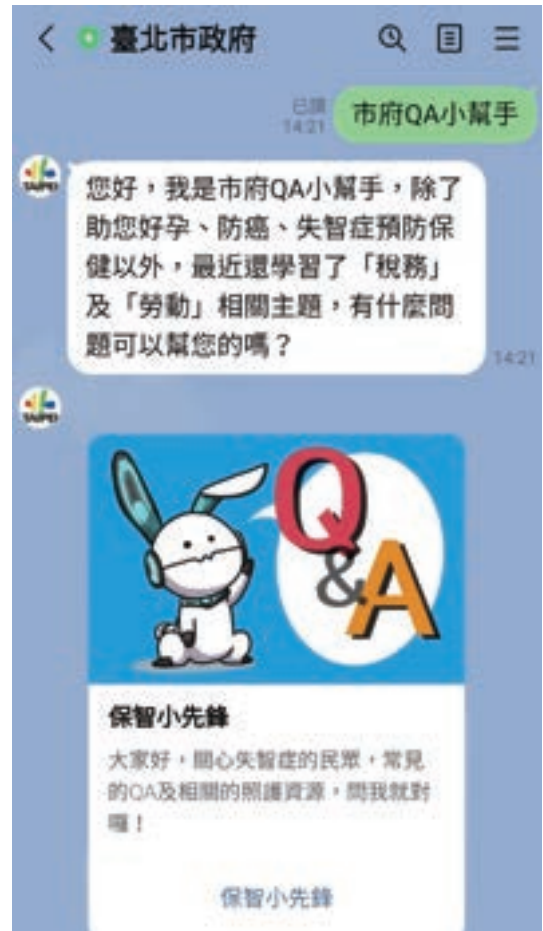 臺北市政府
已讀
14:21
市府QA小幫手
TAIPEI
您好，我是市府QA小幫手，除了
助您好孕、防癌、失智症預防保
健以外，最近還學習了「稅務」
及「勞動」相關主題，有什麼問
題可以幫您的嗎？
14:21
TAIPEI
Q
&
A
保智小先鋒
大家好，關心失智症的民眾，常見
的QA及相關的照護資源，問我就對
囉！
保智小先鋒